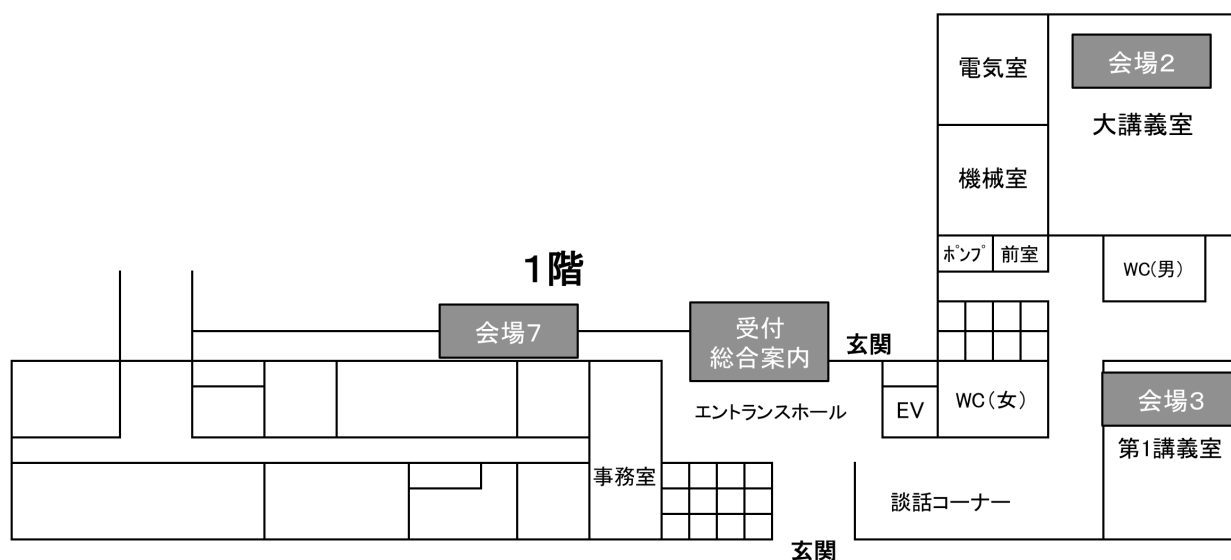 電気室
会場2
大講義室
機械室
ﾎﾟﾝﾌﾟ
前室
WC(男)
1階
会場7
受付
総合案内
玄関
エントランスホール
EV
WC(女)
会場3
第1講義室
事務室
談話コーナー
玄関